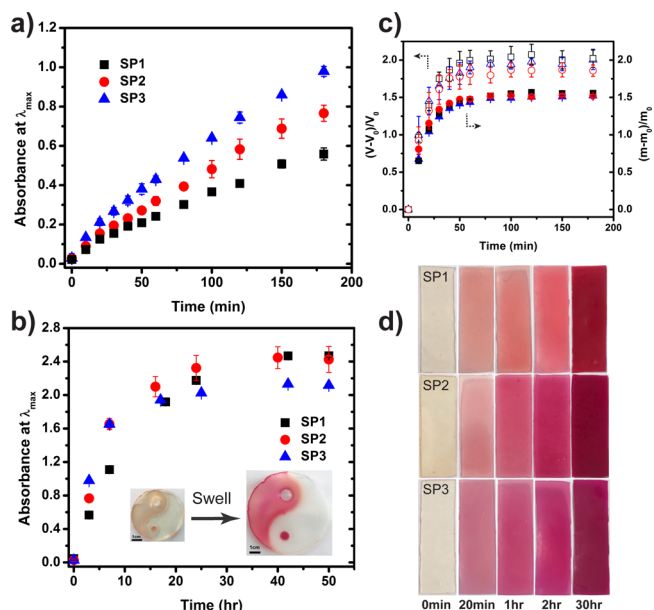 a)
Absorbance at λmax
1.2
1.0
0.8
0.6
0.4
0.2
0.0
SP1
SP2
SP3
0 50 100 150 200
Time (min)
b)
Absorbance at λmax
2.8
2.4
2.0
1.6
1.2
0.8
0.4
0.0
SP1
SP2
SP3
Swell
1cm
1cm
0 10 20 30 40 50
Time (hr)
c)
(V-V0)/V0
2.0
1.5
1.0
0.5
0.0
(m-m0)/m0
2.0
1.5
1.0
0.5
0.0
0 30 60 90 120 150 180
Time (min)
d)
SP1
SP2
SP3
0min 20min 1hr 2hr 30hr